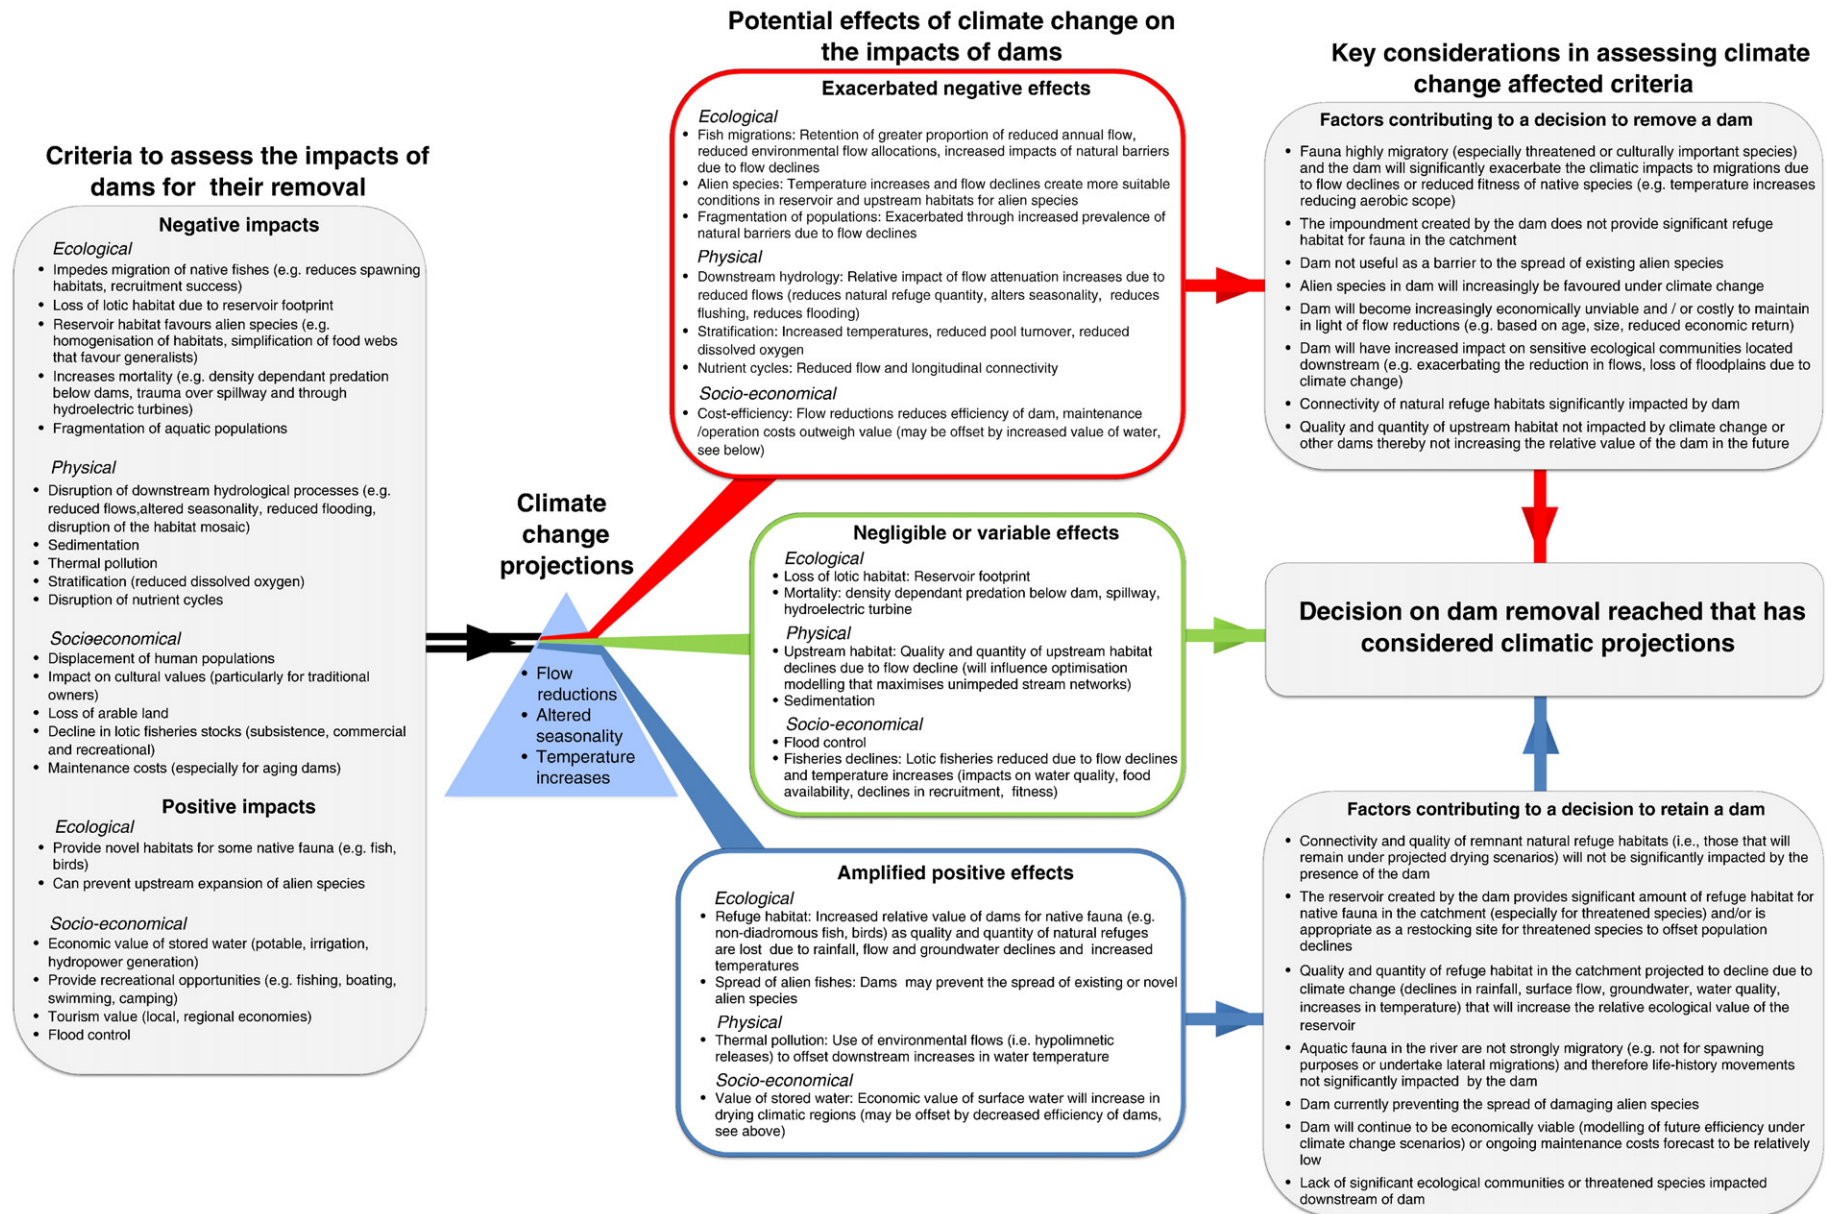 Criteria to assess the impacts of
dams for their removal
Negative impacts
Ecological
• Impedes migration of native fishes (e.g. reduces spawning
habitats, recruitment success)
• Loss of lotic habitat due to reservoir footprint
• Reservoir habitat favours alien species (e.g.
homogenisation of habitats, simplification of food webs
that favour generalists)
• Increases mortality (e.g. density dependant predation
below dams, trauma over spillway and through
hydroelectric turbines)
• Fragmentation of aquatic populations
Physical
• Disruption of downstream hydrological processes (e.g.
reduced flows,altered seasonality, reduced flooding,
disruption of the habitat mosaic)
• Sedimentation
• Thermal pollution
• Stratification (reduced dissolved oxygen)
• Disruption of nutrient cycles
Socioeconomical
• Displacement of human populations
• Impact on cultural values (particularly for traditional
owners)
• Loss of arable land
• Decline in lotic fisheries stocks (subsistence, commercial
and recreational)
• Maintenance costs (especially for aging dams)
Positive impacts
Ecological
• Provide novel habitats for some native fauna (e.g. fish,
birds)
• Can prevent upstream expansion of alien species
Socio-economical
• Economic value of stored water (potable, irrigation,
hydropower generation)
• Provide recreational opportunities (e.g. fishing, boating,
swimming, camping)
• Tourism value (local, regional economies)
• Flood control
Climate
change
projections
• Flow
reductions
• Altered
seasonality
• Temperature
increases
Potential effects of climate change on
the impacts of dams
Exacerbated negative effects
Ecological
• Fish migrations: Retention of greater proportion of reduced annual flow,
reduced environmental flow allocations, increased impacts of natural barriers
due to flow declines
• Alien species: Temperature increases and flow declines create more suitable
conditions in reservoir and upstream habitats for alien species
• Fragmentation of populations: Exacerbated through increased prevalence of
natural barriers due to flow declines
Physical
• Downstream hydrology: Relative impact of flow attenuation increases due to
reduced flows (reduces natural refuge quantity, alters seasonality, reduces
flushing, reduces flooding)
• Stratification: Increased temperatures, reduced pool turnover, reduced
dissolved oxygen
• Nutrient cycles: Reduced flow and longitudinal connectivity
Socio-economical
• Cost-efficiency: Flow reductions reduces efficiency of dam, maintenance
/operation costs outweigh value (may be offset by increased value of water,
see below)
Negligible or variable effects
Ecological
• Loss of lotic habitat: Reservoir footprint
• Mortality: density dependant predation below dam, spillway,
hydroelectric turbine
Physical
• Upstream habitat: Quality and quantity of upstream habitat
declines due to flow decline (will influence optimisation
modelling that maximises unimpeded stream networks)
• Sedimentation
Socio-economical
• Flood control
• Fisheries declines: Lotic fisheries reduced due to flow declines
and temperature increases (impacts on water quality, food
availability, declines in recruitment, fitness)
Amplified positive effects
Ecological
• Refuge habitat: Increased relative value of dams for native fauna (e.g.
non-diadromous fish, birds) as quality and quantity of natural refuges
are lost due to rainfall, flow and groundwater declines and increased
temperatures
• Spread of alien fishes: Dams may prevent the spread of existing or novel
alien species
Physical
• Thermal pollution: Use of environmental flows (i.e. hypolimnetic
releases) to offset downstream increases in water temperature
Socio-economical
• Value of stored water: Economic value of surface water will increase in
drying climatic regions (may be offset by decreased efficiency of dams,
see above)
Key considerations in assessing climate
change affected criteria
Factors contributing to a decision to remove a dam
• Fauna highly migratory (especially threatened or culturally important species)
and the dam will significantly exacerbate the climatic impacts to migrations due
to flow declines or reduced fitness of native species (e.g. temperature increases
reducing aerobic scope)
• The impoundment created by the dam does not provide significant refuge
habitat for fauna in the catchment
• Dam not useful as a barrier to the spread of existing alien species
• Alien species in dam will increasingly be favoured under climate change
• Dam will become increasingly economically unviable and / or costly to maintain
in light of flow reductions (e.g. based on age, size, reduced economic return)
• Dam will have increased impact on sensitive ecological communities located
downstream (e.g. exacerbating the reduction in flows, loss of floodplains due to
climate change)
• Connectivity of natural refuge habitats significantly impacted by dam
• Quality and quantity of upstream habitat not impacted by climate change or
other dams thereby not increasing the relative value of the dam in the future
Decision on dam removal reached that has
considered climatic projections
Factors contributing to a decision to retain a dam
• Connectivity and quality of remnant natural refuge habitats (i.e., those that will
remain under projected drying scenarios) will not be significantly impacted by the
presence of the dam
• The reservoir created by the dam provides significant amount of refuge habitat for
native fauna in the catchment (especially for threatened species) and/or is
appropriate as a restocking site for threatened species to offset population
declines
• Quality and quantity of refuge habitat in the catchment projected to decline due to
climate change (declines in rainfall, surface flow, groundwater, water quality,
increases in temperature) that will increase the relative ecological value of the
reservoir
• Aquatic fauna in the river are not strongly migratory (e.g. not for spawning
purposes or undertake lateral migrations) and therefore life-history movements
not significantly impacted by the dam
• Dam currently preventing the spread of damaging alien species
• Dam will continue to be economically viable (modelling of future efficiency under
climate change scenarios) or ongoing maintenance costs forecast to be relatively
low
• Lack of significant ecological communities or threatened species impacted
downstream of dam